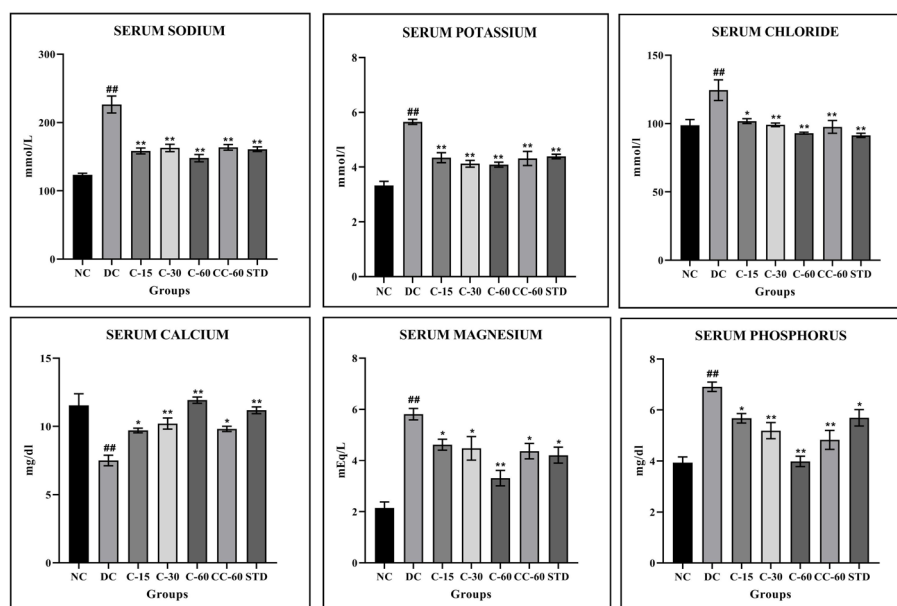 SERUM SODIUM
300
200
100
0
mmol/L
##
**
**
**
**
**
NC DC C-15 C-30 C-60 CC-60 STD
Groups
SERUM POTASSIUM
8
6
4
2
0
mmol/l
##
**
**
**
**
**
NC DC C-15 C-30 C-60 CC-60 STD
Groups
SERUM CHLORIDE
150
100
50
0
mmol/l
##
*
**
**
**
**
NC DC C-15 C-30 C-60 CC-60 STD
Groups
SERUM CALCIUM
15
10
5
0
mg/dl
##
*
**
**
*
**
NC DC C-15 C-30 C-60 CC-60 STD
Groups
SERUM MAGNESIUM
8
6
4
2
0
mEq/L
##
*
*
**
*
*
NC DC C-15 C-30 C-60 CC-60 STD
Groups
SERUM PHOSPHORUS
8
6
4
2
0
mg/dl
##
*
**
**
**
*
NC DC C-15 C-30 C-60 CC-60 STD
Groups